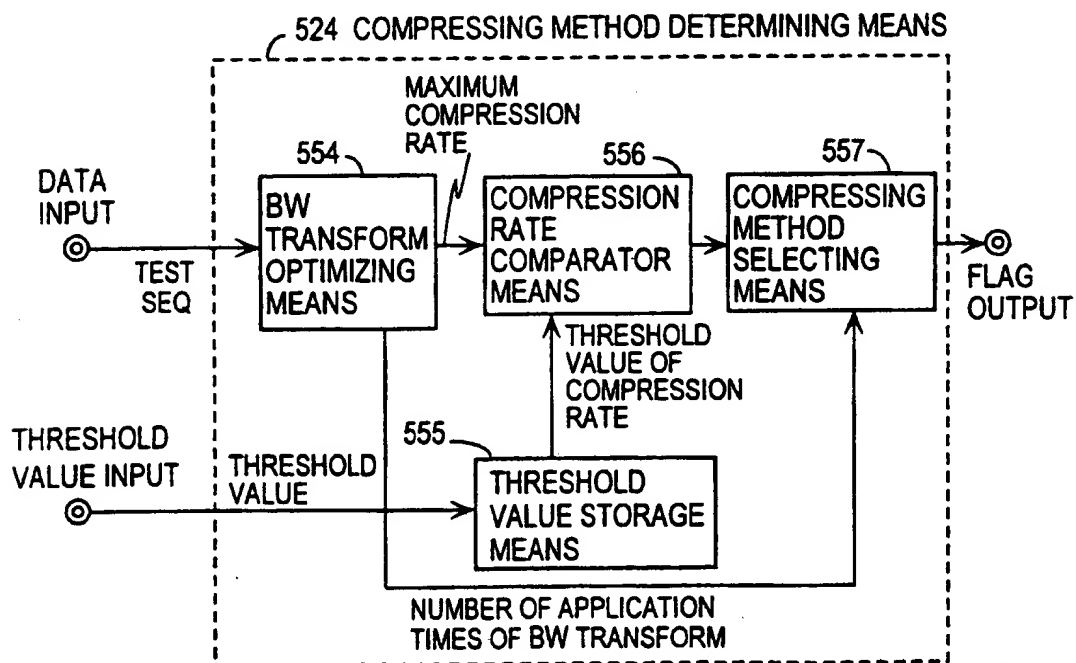 524 COMPRESSING METHOD DETERMINING MEANS
MAXIMUM
COMPRESSION
RATE
554
556
557
DATA
INPUT
TEST
SEQ
BW
TRANSFORM
OPTIMIZING
MEANS
COMPRESSION
RATE
COMPARATOR
MEANS
COMPRESSING
METHOD
SELECTING
MEANS
FLAG
OUTPUT
THRESHOLD
VALUE OF
COMPRESSION
RATE
555
THRESHOLD
VALUE INPUT
THRESHOLD
VALUE
THRESHOLD
VALUE STORAGE
MEANS
NUMBER OF APPLICATION
TIMES OF BW TRANSFORM